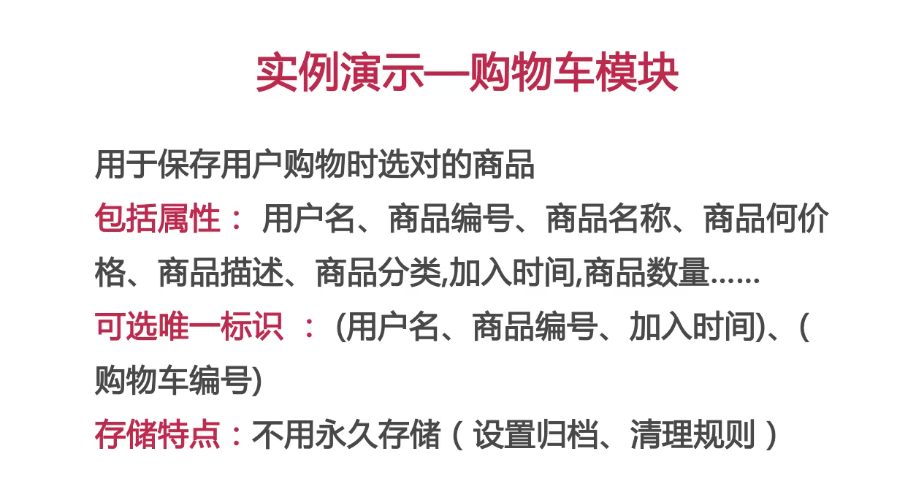 实例演示—购物车模块
用于保存用户购物时选对的商品
包括属性： 用户名、商品编号、商品名称、商品何价
格、商品描述、商品分类,加入时间,商品数量……
可选唯一标识 ： (用户名、商品编号、加入时间)、(
购物车编号)
存储特点：不用永久存储（设置归档、清理规则）